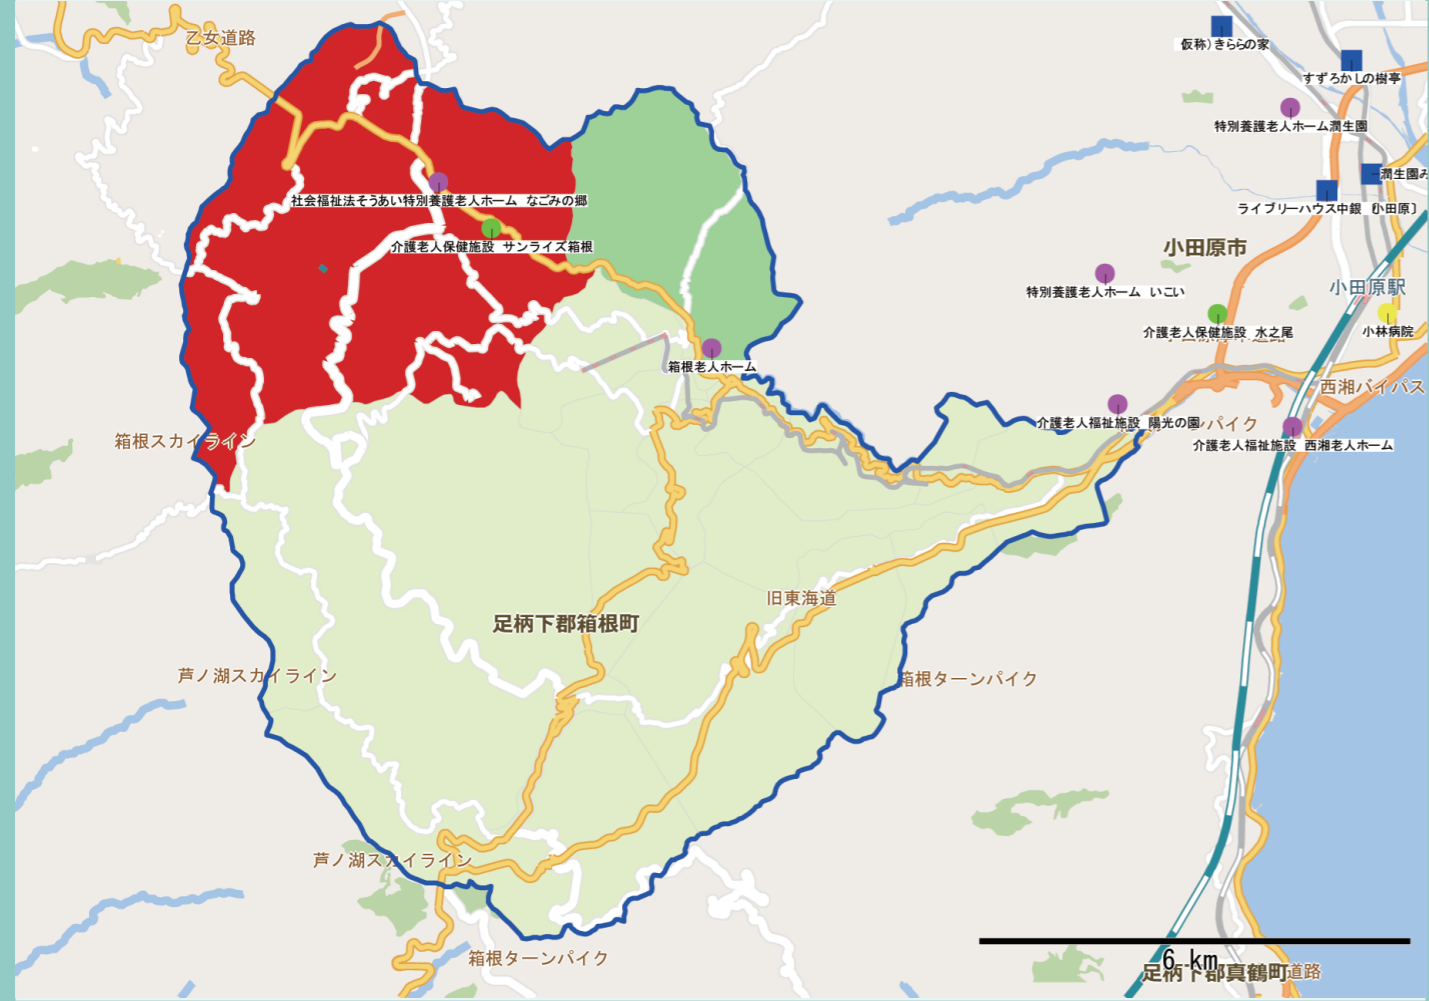 乙女道路
仮称)きららの家
すずろかしの樹亭
特別養護老人ホーム潤生園
潤生園み
社会福祉法そうあい特別養護老人ホーム なごみの郷
ライブリーハウス中銀〔小田原〕
介護老人保健施設 サンライズ箱根
小田原市
特別養護老人ホーム いこい
小田原駅
介護老人保健施設 水之尾
小林病院
箱根老人ホーム
西湘バイパス
介護老人福祉施設 陽光の園
パイク
箱根スカイライン
介護老人福祉施設 西湘老人ホーム
旧東海道
足柄下郡箱根町
芦ノ湖スカイライン
箱根ターンパイク
芦ノ湖スカイライン
箱根ターンパイク
6 km
足柄下郡真鶴町
道路